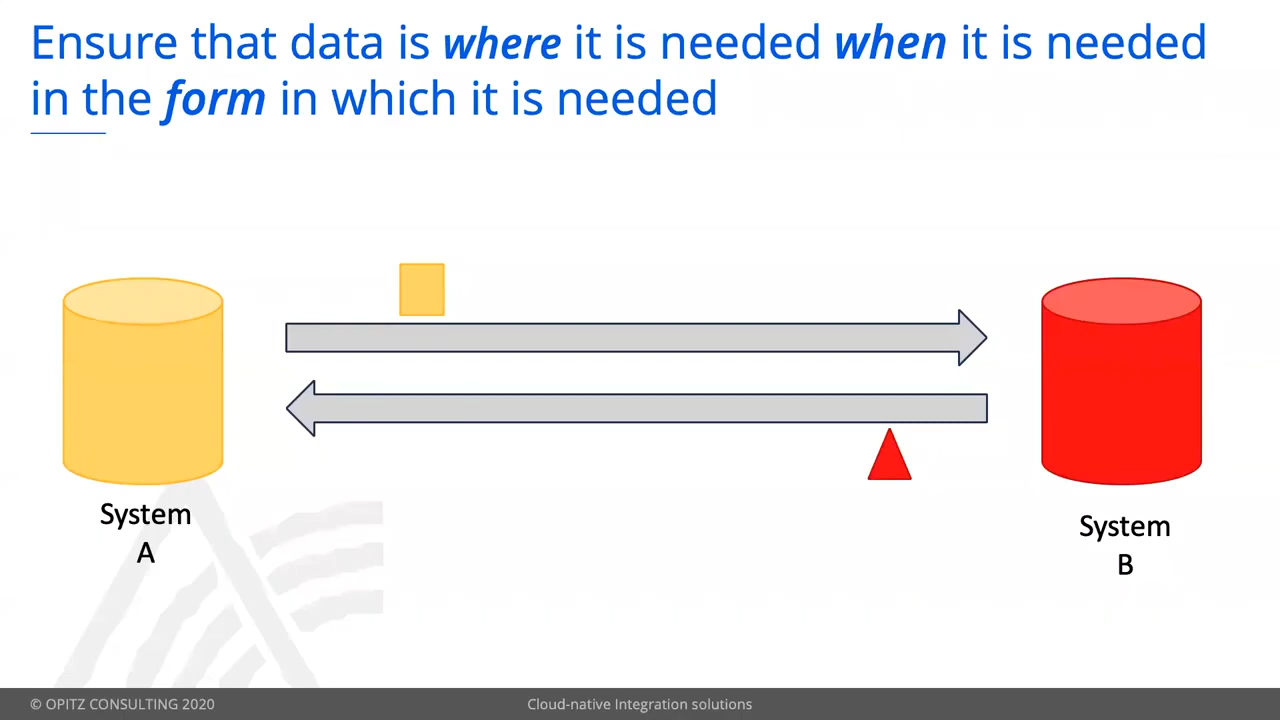 Ensure that data is where it is needed when it is needed
in the form in which it is needed
System
A
System
B
© OPITZ CONSULTING 2020
Cloud-native Integration solutions